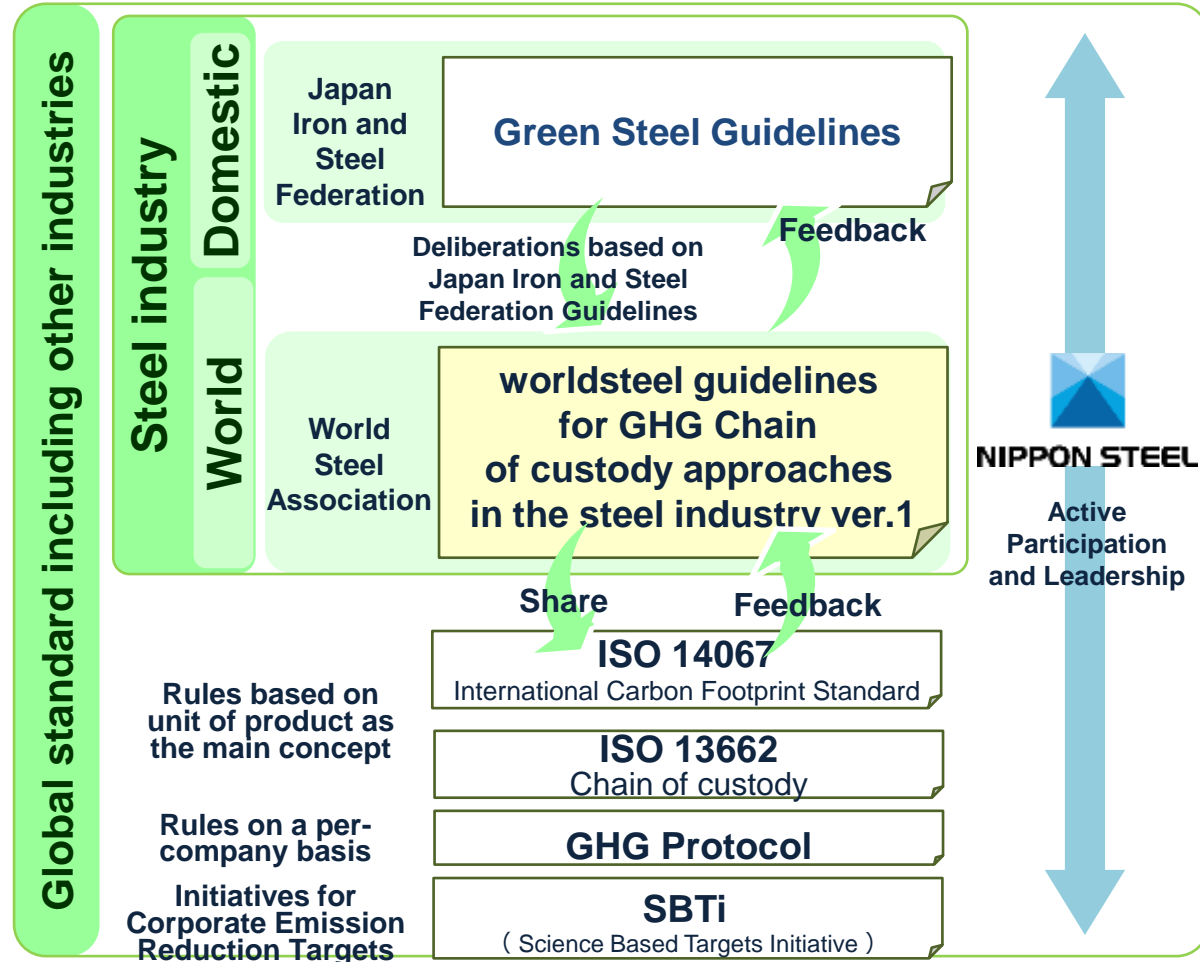 Global standard including other industries
Steel industry
Domestic
Japan
Iron and
Steel
Federation
Green Steel Guidelines
Deliberations based on
Japan Iron and Steel
Federation Guidelines
Feedback
World
World
Steel
Association
worldsteel guidelines
for GHG Chain
of custody approaches
in the steel industry ver.1
Share
Feedback
Rules based on
unit of product as
the main concept
ISO 14067
International Carbon Footprint Standard
ISO 13662
Chain of custody
Rules on a per-
company basis
GHG Protocol
Initiatives for
Corporate Emission
Reduction Targets
SBTi
( Science Based Targets Initiative )
NIPPON STEEL
Active
Participation
and Leadership